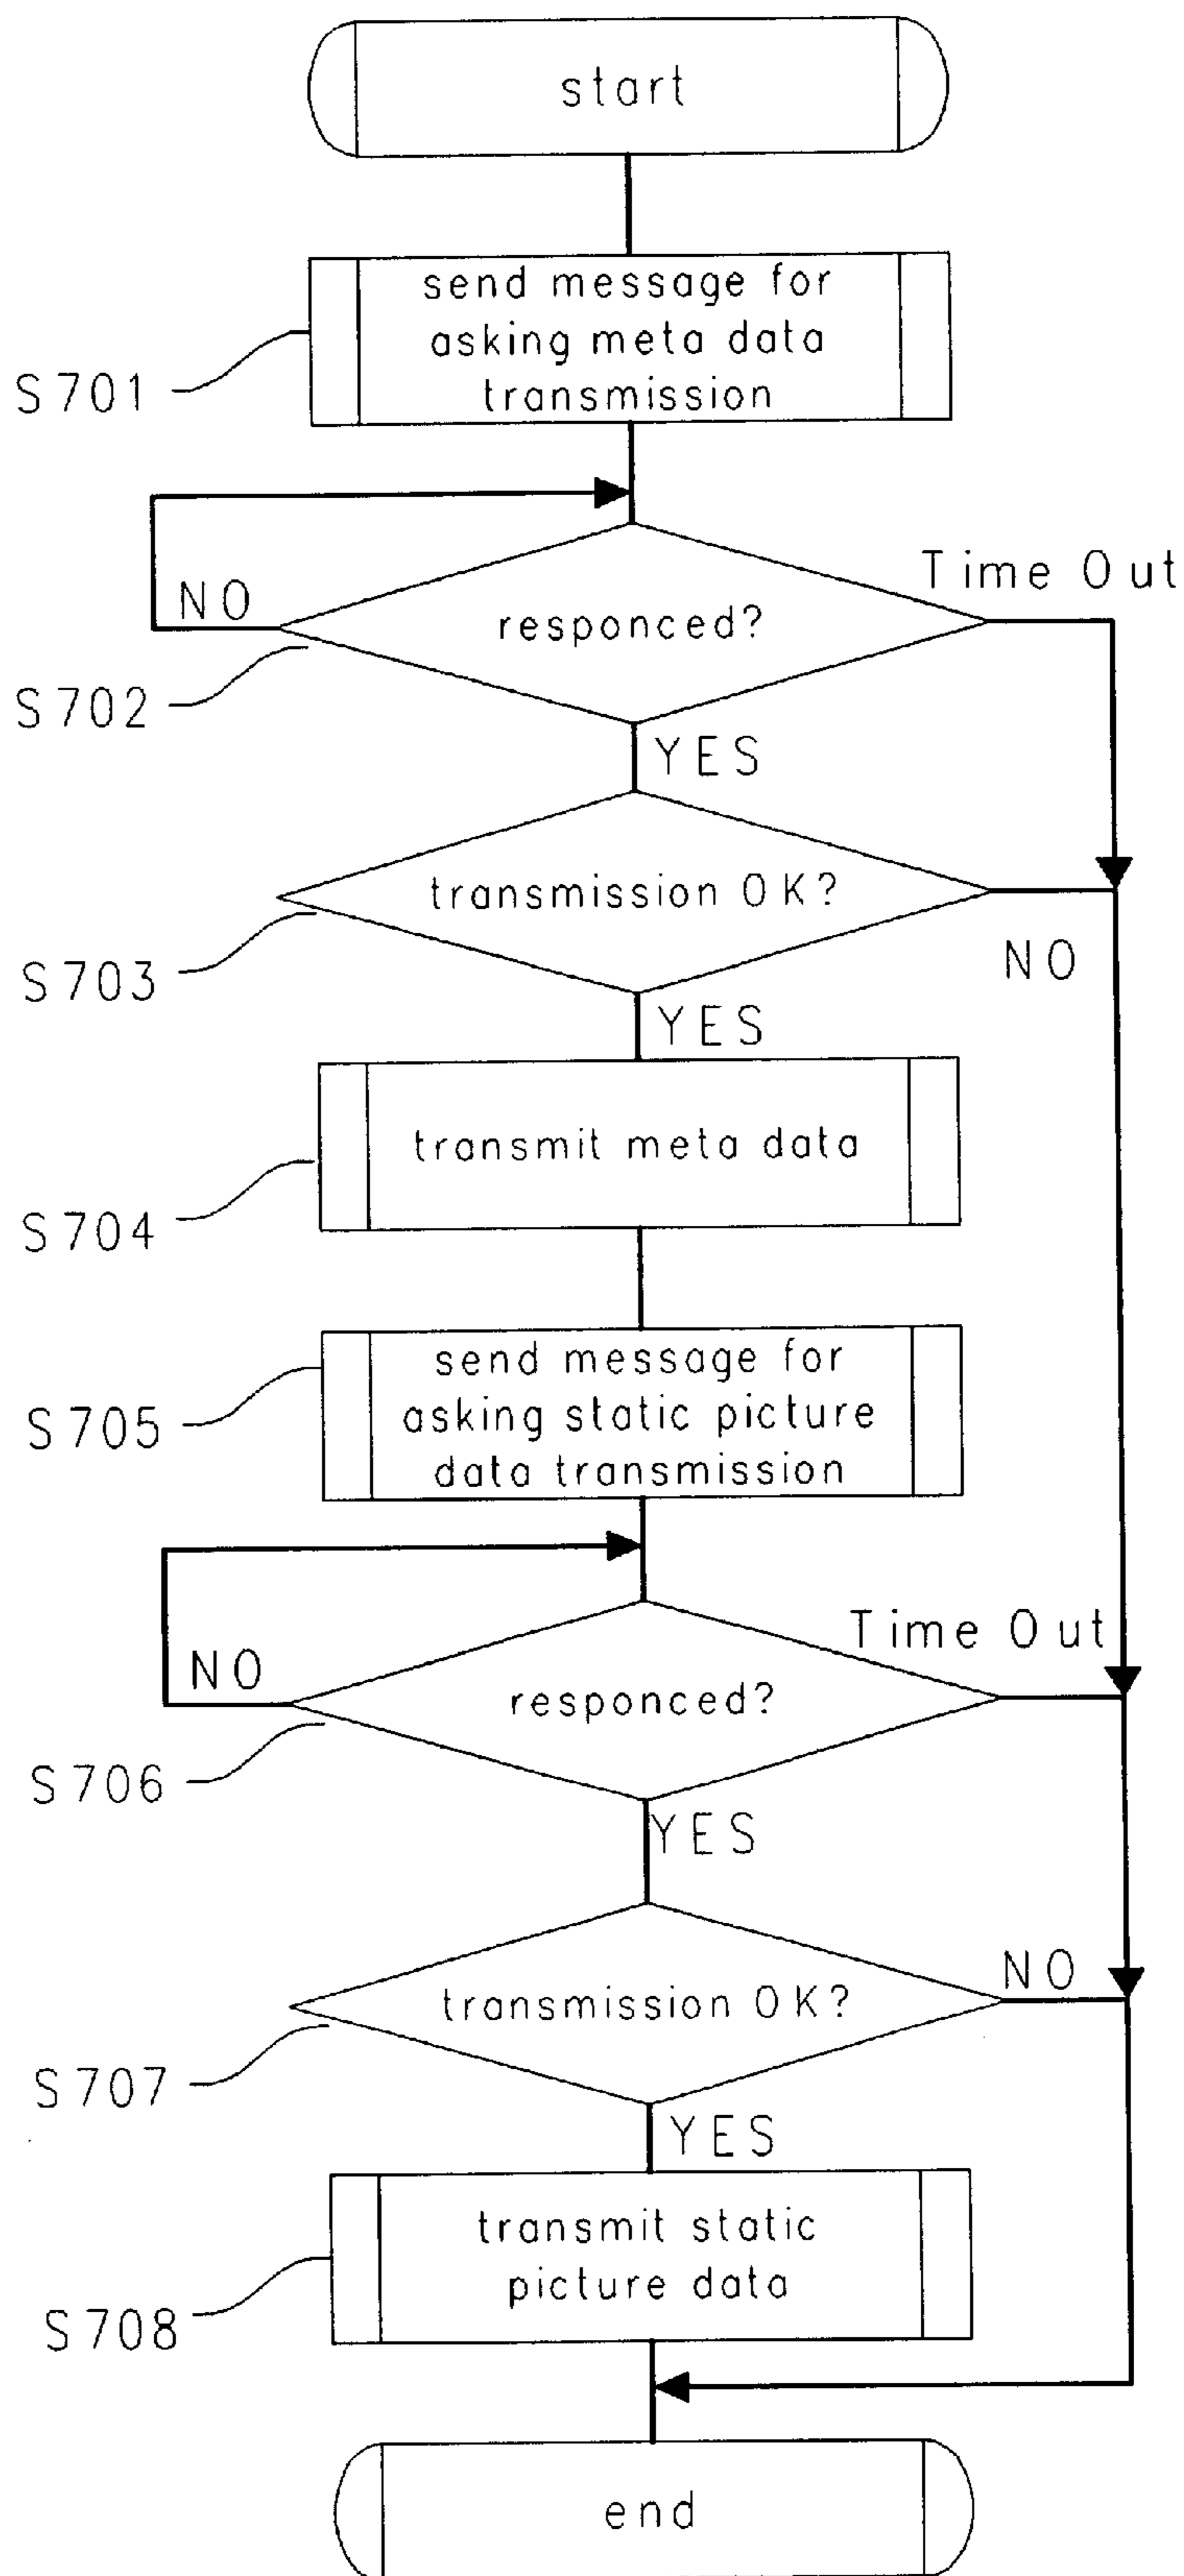 start
send message for
asking meta data
transmission
S701
Time Out
NO
responced?
S702
YES
transmission OK?
S703
NO
YES
transmit meta data
S704
send message for
asking static picture
data transmission
S705
Time Out
NO
responced?
S706
YES
NO
transmission OK?
S707
YES
transmit static
picture data
S708
end